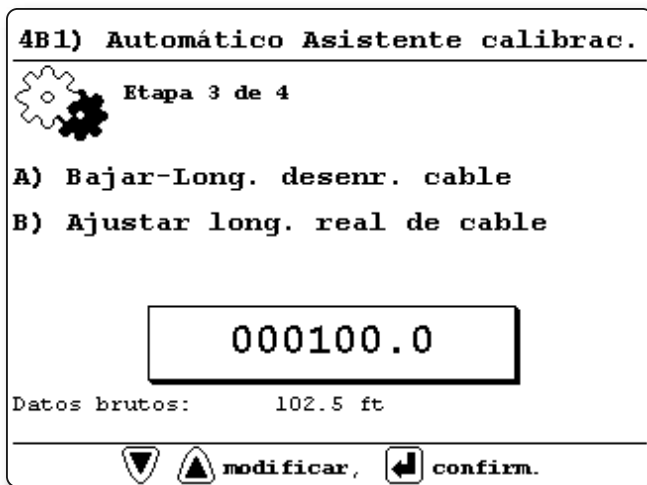 4B1) Automático Asistente calibrac.
Etapa 3 de 4
A) Bajar-Long. desenr. cable
B) Ajustar long. real de cable
000100.0
Datos brutos: 102.5 ft
modificar, confirm.